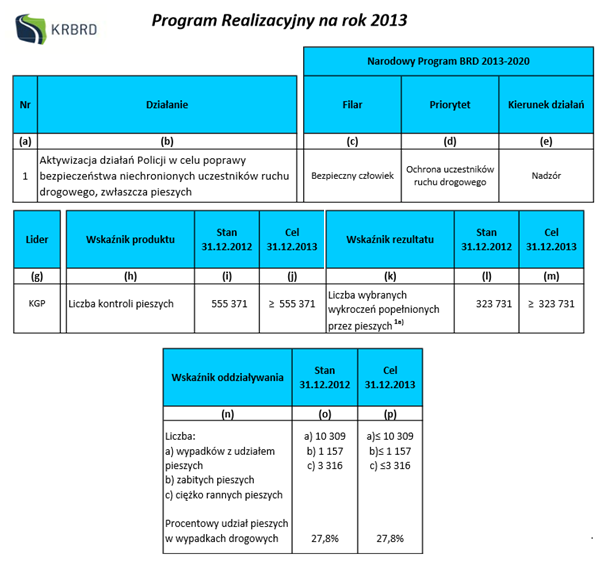 KRBRD
Program Realizacyjny na rok 2013
Narodowy Program BRD 2013-2020
Nr Działanie Filar Priorytet Kierunek działań
(a) (b) (c) (d) (e)
1 Aktywizacja działań Policji w celu poprawy
bezpieczeństwa niechronionych uczestników ruchu
drogowego, zwłaszcza pieszych
Bezpieczny człowiek
Ochrona uczestników
ruchu drogowego
Nadzór
Lider Wskaźnik produktu Stan
31.12.2012
Cel
31.12.2013
Wskaźnik rezultatu Stan
31.12.2012
Cel
31.12.2013
(g) (h) (i) (j) (k) (l) (m)
KGP Liczba kontroli pieszych 555 371 ≥ 555 371
Liczba wybranych
wykroczeń popełnionych
przez pieszych 1a)
323 731 ≥ 323 731
Wskaźnik oddziaływania Stan
31.12.2012
Cel
31.12.2013
(n) (o) (p)
Liczba:
a) wypadków z udziałem
pieszych
b) zabitych pieszych
c) ciężko rannych pieszych
a) 10 309
b) 1 157
c) 3 316
a)≤ 10 309
b)≤ 1 157
c) ≤3 316
Procentowy udział pieszych
w wypadkach drogowych 27,8% 27,8%